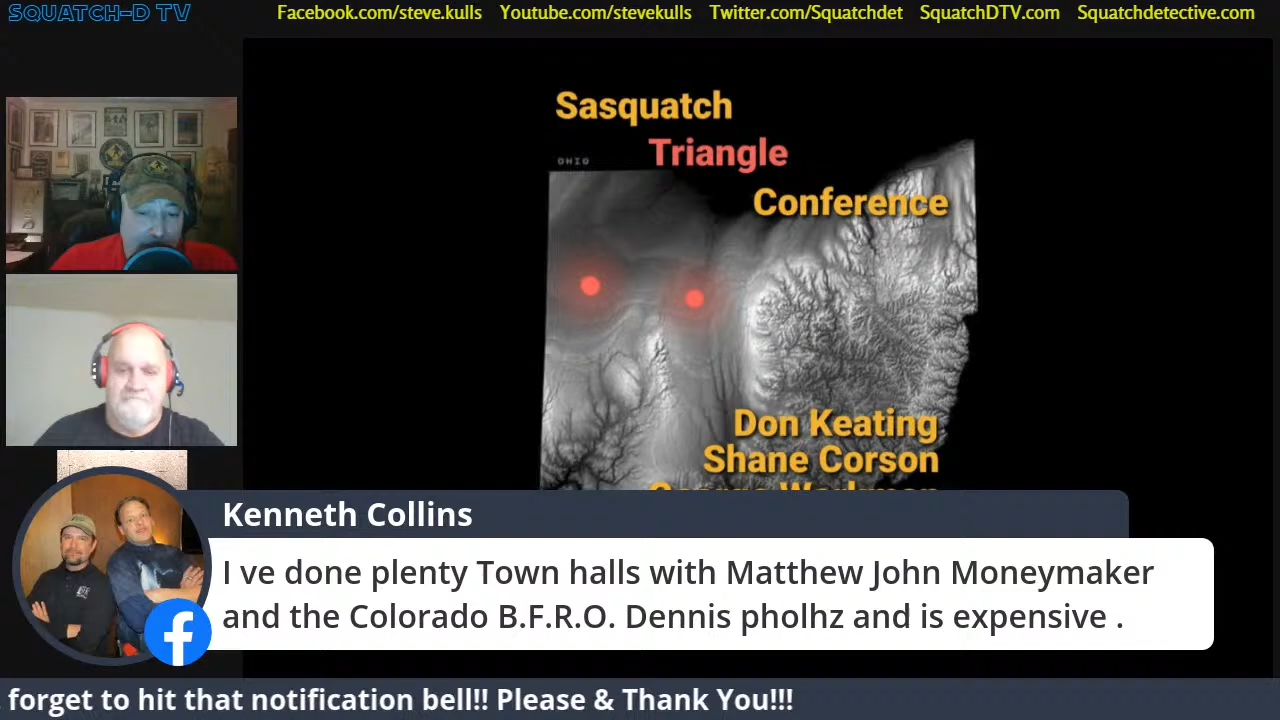 SQUATCH-D TV
Facebook.com/steve.kulls Youtube.com/stevekulls Twitter.com/Squatchdet SquatchDTV.com Squatchdetective.com
Sasquatch
Triangle
Conference
OHIO
Don Keating
Shane Corson
Kenneth Collins
I ve done plenty Town halls with Matthew John Moneymaker
and the Colorado B.F.R.O. Dennis pholhz and is expensive .
forget to hit that notification bell!! Please & Thank You!!!